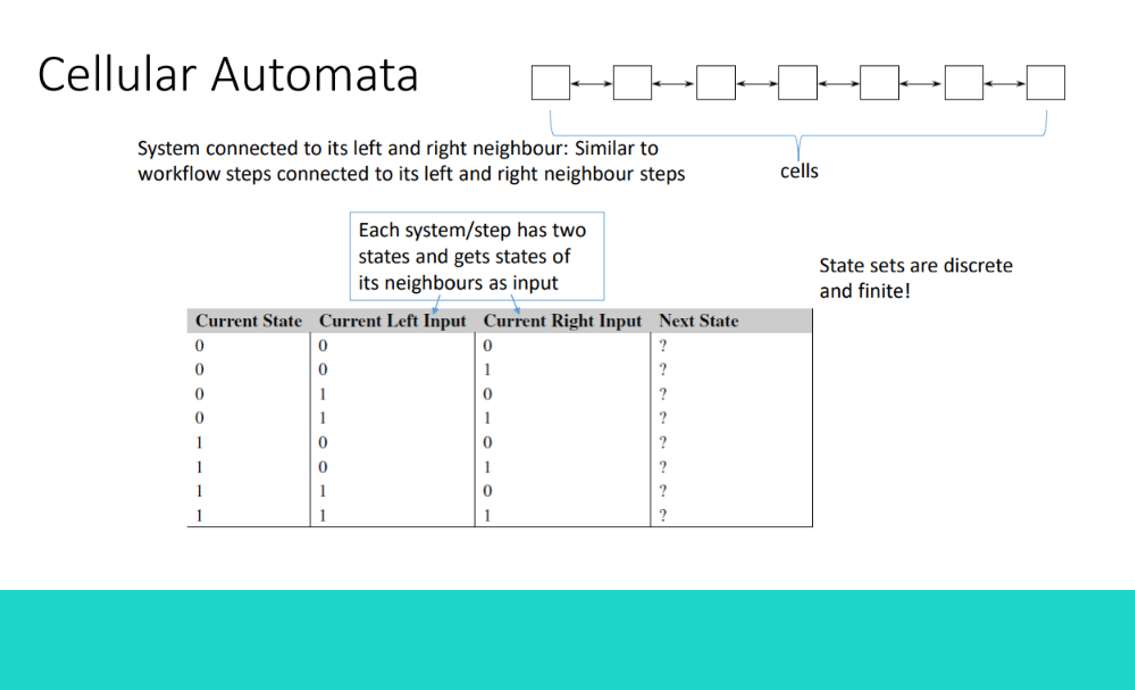 Cellular Automata
System connected to its left and right neighbour: Similar to
workflow steps connected to its left and right neighbour steps
cells
Each system/step has two
states and gets states of
its neighbours as input
State sets are discrete
and finite!
Current State Current Left Input Current Right Input Next State
0 0 0 ?
0 0 1 ?
0 1 0 ?
0 1 1 ?
1 0 0 ?
1 0 1 ?
1 1 0 ?
1 1 1 ?